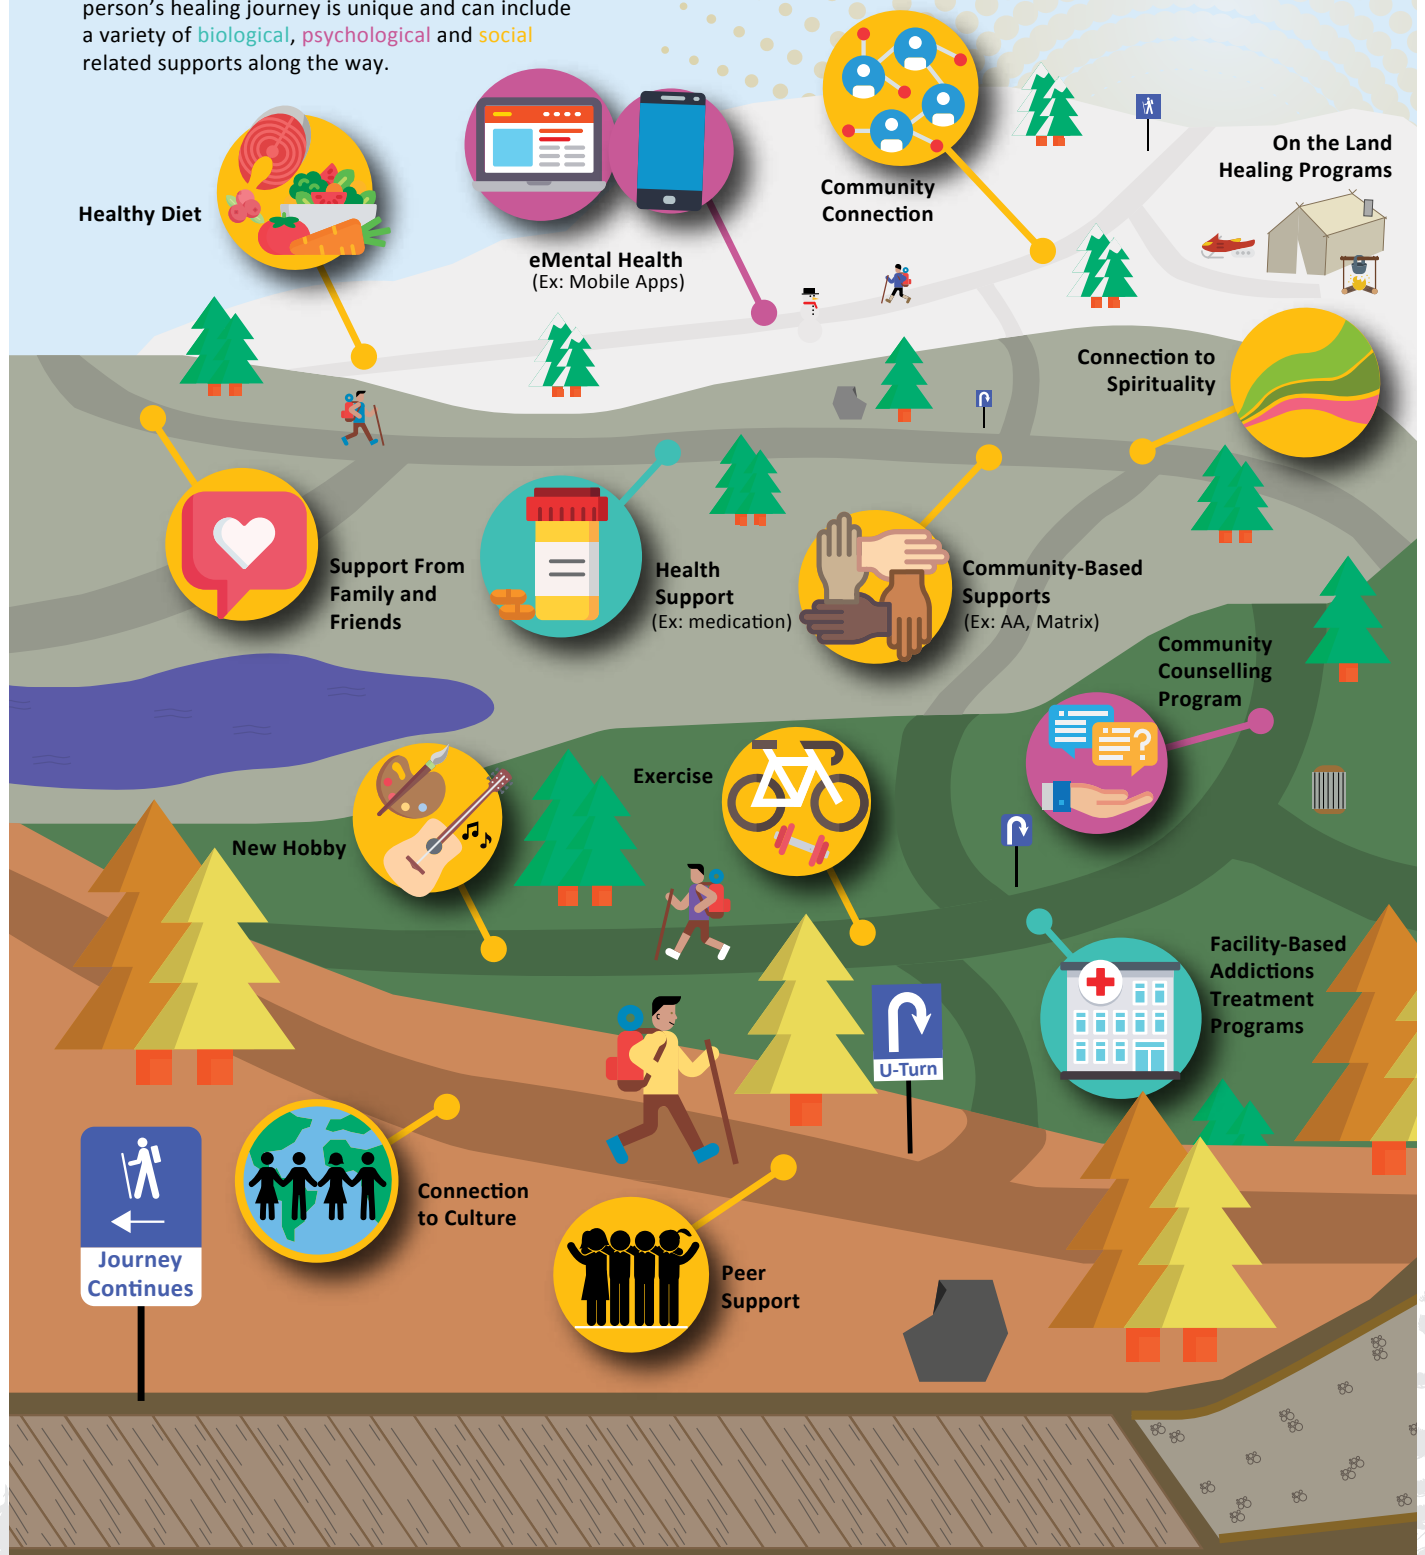 person's healing journey is unique and can include
a variety of biological, psychological and social
related supports along the way.
On the Land
Healing Programs
Community
Connection
Healthy Diet
eMental Health
(Ex: Mobile Apps)
Connection to
Spirituality
Support From
Family and
Friends
Health
Support
(Ex: medication)
Community-Based
Supports
(Ex: AA, Matrix)
Community
Counselling
Program
Exercise
New Hobby
Facility-Based
Addictions
Treatment
Programs
U-Turn
Connection
to Culture
Journey
Continues
Peer
Support